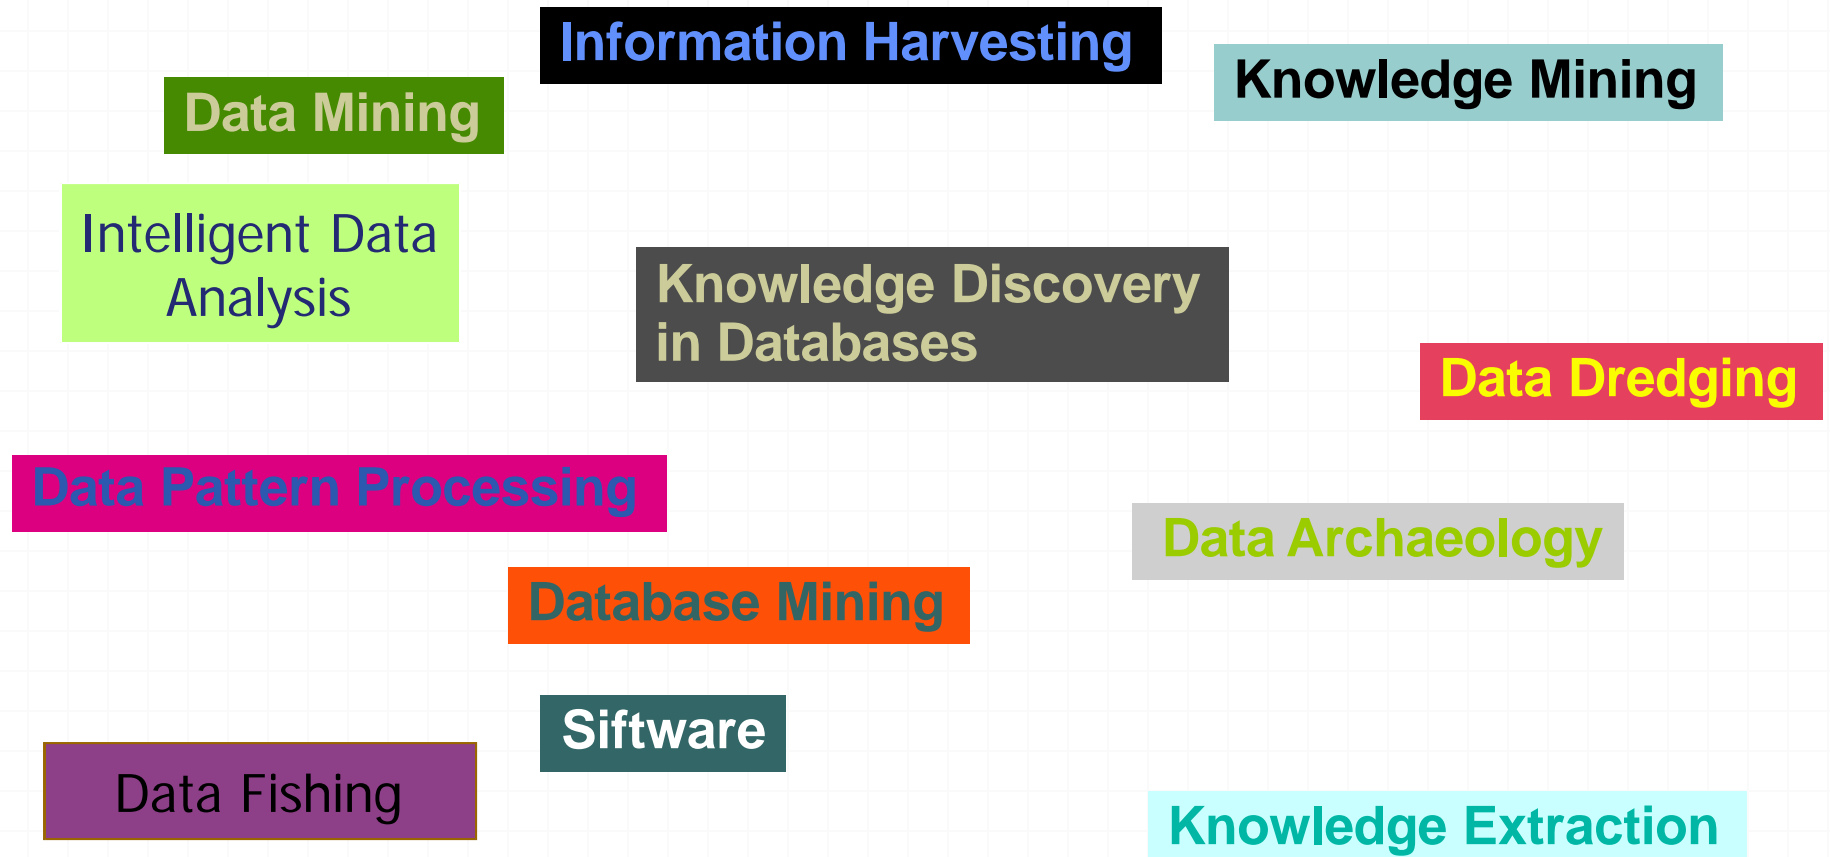 Information Harvesting
Knowledge Mining
Data Mining
Intelligent Data
Analysis
Knowledge Discovery
in Databases
Data Dredging
Data Pattern Processing
Data Archaeology
Database Mining
Siftware
Data Fishing
Knowledge Extraction